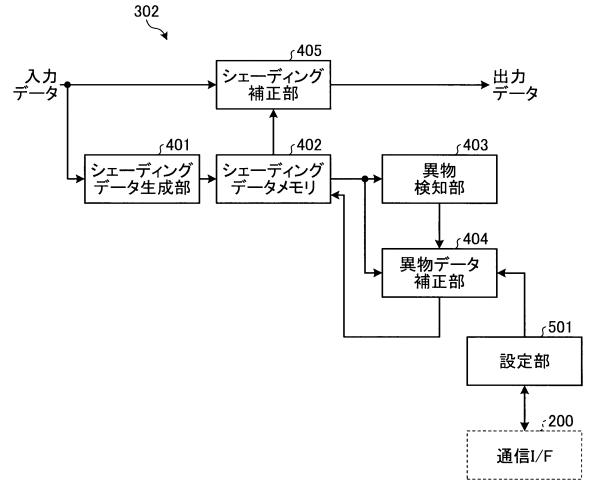 302
405
入力
データ
シェーディング
補正部
出力
データ
401
402
403
シェーディング
データ生成部
シェーディング
データメモリ
異物
検知部
404
異物データ
補正部
501
設定部
200
通信I/F